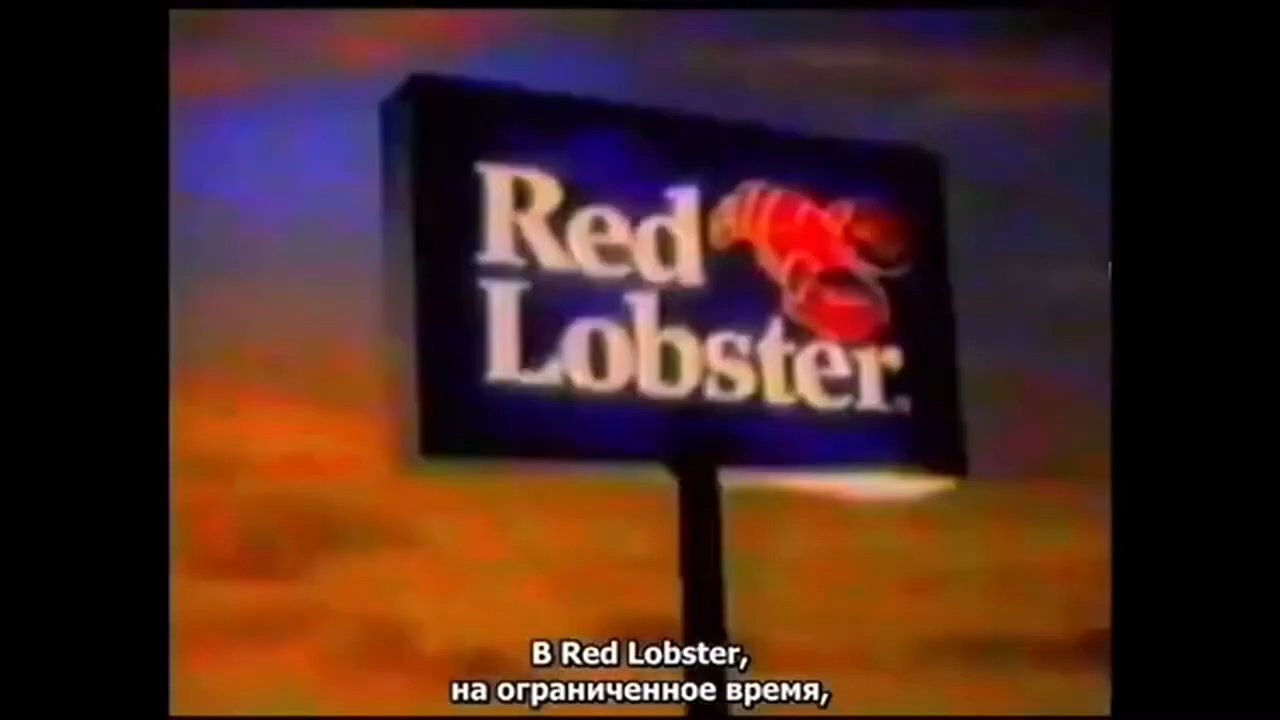 Red
Lobster
В Red Lobster,
на ограниченное время,